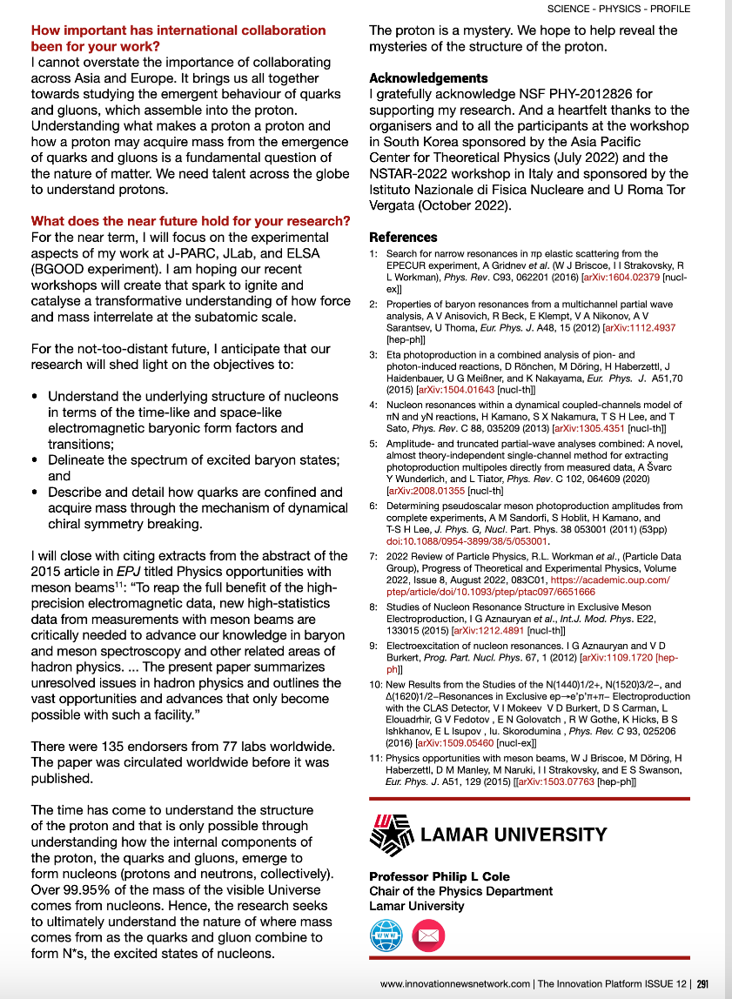 SCIENCE - PHYSICS - PROFILE
How important has international collaboration
been for your work?
I cannot overstate the importance of collaborating
across Asia and Europe. It brings us all together
towards studying the emergent behaviour of quarks
and gluons, which assemble into the proton.
Understanding what makes a proton a proton and
how a proton may acquire mass from the emergence
of quarks and gluons is a fundamental question of
the nature of matter. We need talent across the globe
to understand protons.
What does the near future hold for your research?
For the near term, I will focus on the experimental
aspects of my work at J-PARC, JLab, and ELSA
(BGOOD experiment). I am hoping our recent
workshops will create that spark to ignite and
catalyse a transformative understanding of how force
and mass interrelate at the subatomic scale.
For the not-too-distant future, I anticipate that our
research will shed light on the objectives to:
• Understand the underlying structure of nucleons
in terms of the time-like and space-like
electromagnetic baryonic form factors and
transitions;
• Delineate the spectrum of excited baryon states;
and
• Describe and detail how quarks are confined and
acquire mass through the mechanism of dynamical
chiral symmetry breaking.
I will close with citing extracts from the abstract of the
2015 article in EPJ titled Physics opportunities with
meson beams¹¹: “To reap the full benefit of the high-
precision electromagnetic data, new high-statistics
data from measurements with meson beams are
critically needed to advance our knowledge in baryon
and meson spectroscopy and other related areas of
hadron physics. ... The present paper summarizes
unresolved issues in hadron physics and outlines the
vast opportunities and advances that only become
possible with such a facility.”
There were 135 endorsers from 77 labs worldwide.
The paper was circulated worldwide before it was
published.
The time has come to understand the structure
of the proton and that is only possible through
understanding how the internal components of
the proton, the quarks and gluons, emerge to
form nucleons (protons and neutrons, collectively).
Over 99.95% of the mass of the visible Universe
comes from nucleons. Hence, the research seeks
to ultimately understand the nature of where mass
comes from as the quarks and gluon combine to
form N*s, the excited states of nucleons.
The proton is a mystery. We hope to help reveal the
mysteries of the structure of the proton.
Acknowledgements
I gratefully acknowledge NSF PHY-2012826 for
supporting my research. And a heartfelt thanks to the
organisers and to all the participants at the workshop
in South Korea sponsored by the Asia Pacific
Center for Theoretical Physics (July 2022) and the
NSTAR-2022 workshop in Italy and sponsored by the
Istituto Nazionale di Fisica Nucleare and U Roma Tor
Vergata (October 2022).
References
1: Search for narrow resonances in πp elastic scattering from the
EPECUR experiment, A Gridnev et al. (W J Briscoe, I I Strakovsky, R
L Workman), Phys. Rev. C93, 062201 (2016) [arXiv:1604.02379 [nucl-
ex]]
2: Properties of baryon resonances from a multichannel partial wave
analysis, A V Anisovich, R Beck, E Klempt, V A Nikonov, A V
Sarantsev, U Thoma, Eur. Phys. J. A48, 15 (2012) [arXiv:1112.4937
[hep-ph]]
3: Eta photoproduction in a combined analysis of pion- and
photon-induced reactions, D Rönchen, M Döring, H Haberzettl, J
Haidenbauer, U G Meißner, and K Nakayama, Eur. Phys. J. A51,70
(2015) [arXiv:1504.01643 [nucl-th]]
4: Nucleon resonances within a dynamical coupled-channels model of
πN and γN reactions, H Kamano, S X Nakamura, T S H Lee, and T
Sato, Phys. Rev. C 88, 035209 (2013) [arXiv:1305.4351 [nucl-th]]
5: Amplitude- and truncated partial-wave analyses combined: A novel,
almost theory-independent single-channel method for extracting
photoproduction multipoles directly from measured data, A Švarc
Y Wunderlich, and L Tiator, Phys. Rev. C 102, 064609 (2020)
[arXiv:2008.01355 [nucl-th]
6: Determining pseudoscalar meson photoproduction amplitudes from
complete experiments, A M Sandorfi, S Hoblit, H Kamano, and
T-S H Lee, J. Phys. G, Nucl. Part. Phys. 38 053001 (2011) (53pp)
doi:10.1088/0954-3899/38/5/053001.
7: 2022 Review of Particle Physics, R.L. Workman et al., (Particle Data
Group), Progress of Theoretical and Experimental Physics, Volume
2022, Issue 8, August 2022, 083C01, https://academic.oup.com/
ptep/article/doi/10.1093/ptep/ptac097/6651666
8: Studies of Nucleon Resonance Structure in Exclusive Meson
Electroproduction, I G Aznauryan et al., Int.J. Mod. Phys. E22,
133015 (2015) [arXiv:1212.4891 [nucl-th]]
9: Electroexcitation of nucleon resonances. I G Aznauryan and V D
Burkert, Prog. Part. Nucl. Phys. 67, 1 (2012) [arXiv:1109.1720 [hep-
ph]]
10: New Results from the Studies of the N(1440)1/2+, N(1520)3/2−, and
Δ(1620)1/2−Resonances in Exclusive ep→e’p’π+π− Electroproduction
with the CLAS Detector, V I Mokeev V D Burkert, D S Carman, L
Elouadrhir, G V Fedotov , E N Golovatch , R W Gothe, K Hicks, B S
Ishkhanov, E L Isupov , Iu. Skorodumina , Phys. Rev. C 93, 025206
(2016) [arXiv:1509.05460 [nucl-ex]]
11: Physics opportunities with meson beams, W J Briscoe, M Döring, H
Haberzettl, D M Manley, M Naruki, I I Strakovsky, and E S Swanson,
Eur. Phys. J. A51, 129 (2015) [[arXiv:1503.07763 [hep-ph]]
LU
LAMAR UNIVERSITY
Professor Philip L Cole
Chair of the Physics Department
Lamar University
WWW
www.innovationnewsnetwork.com | The Innovation Platform ISSUE 12 | 291